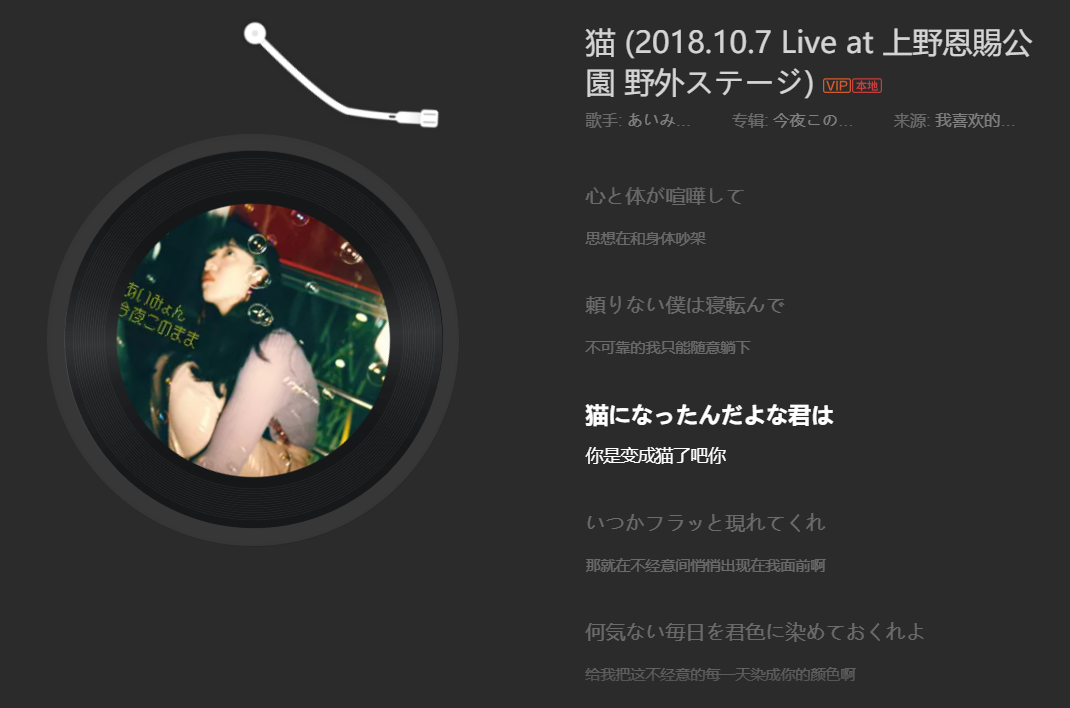 猫 (2018.10.7 Live at 上野恩賜公
園 野外ステージ) VIP 本地
歌手: あいみ... 专辑: 今夜この... 来源: 我喜欢的...
あいみょん
今夜このまま
心と体が喧嘩して
思想在和身体吵架
頼りない僕は寝転んで
不可靠的我只能随意躺下
猫になったんだよな君は
你是变成猫了吧你
いつかフラッと現れてくれ
那就在不经意间悄悄出现在我面前啊
何気ない毎日を君色に染めておくれよ
给我把这不经意的每一天染成你的颜色啊